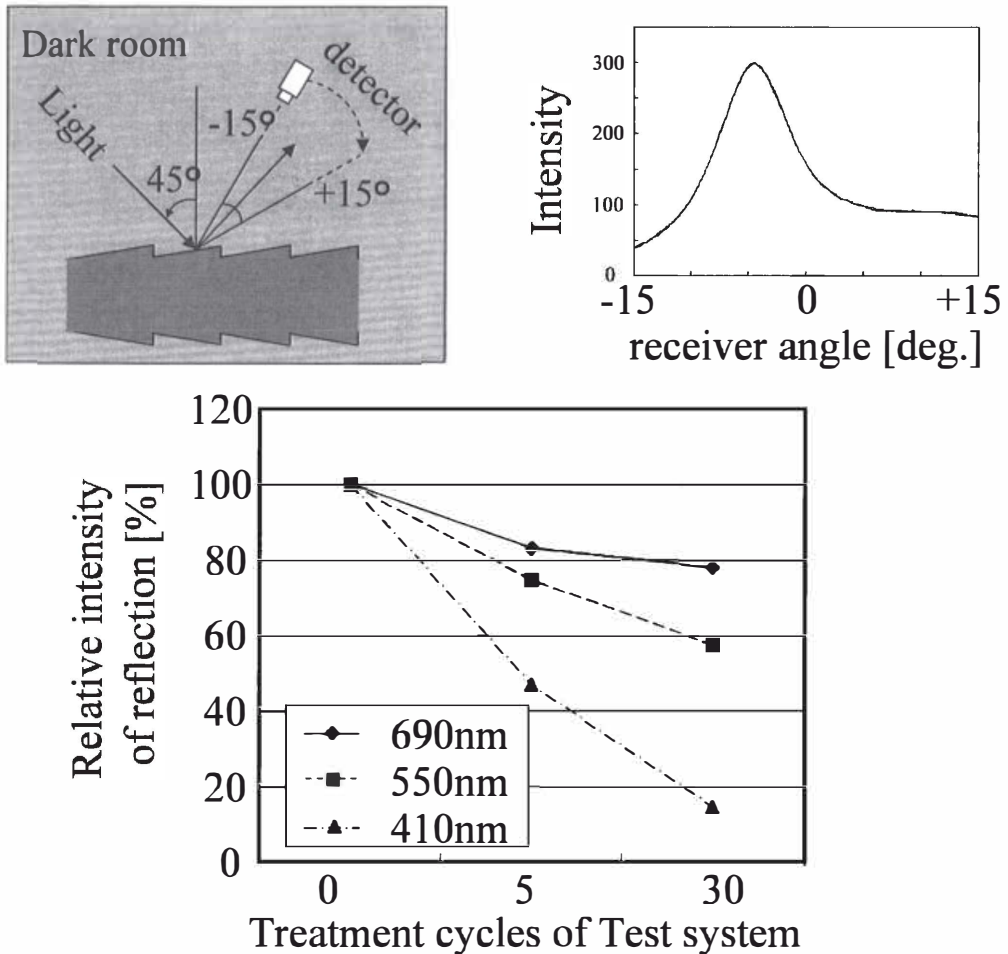 Dark room
Light
45°
-15°
detector
+15°
Intensity
300
200
100
0
-15
0
+15
receiver angle [deg.]
Relative intensity
of reflection [%]
120
100
80
60
40
20
0
690nm
550nm
410nm
0
5
30
Treatment cycles of Test system